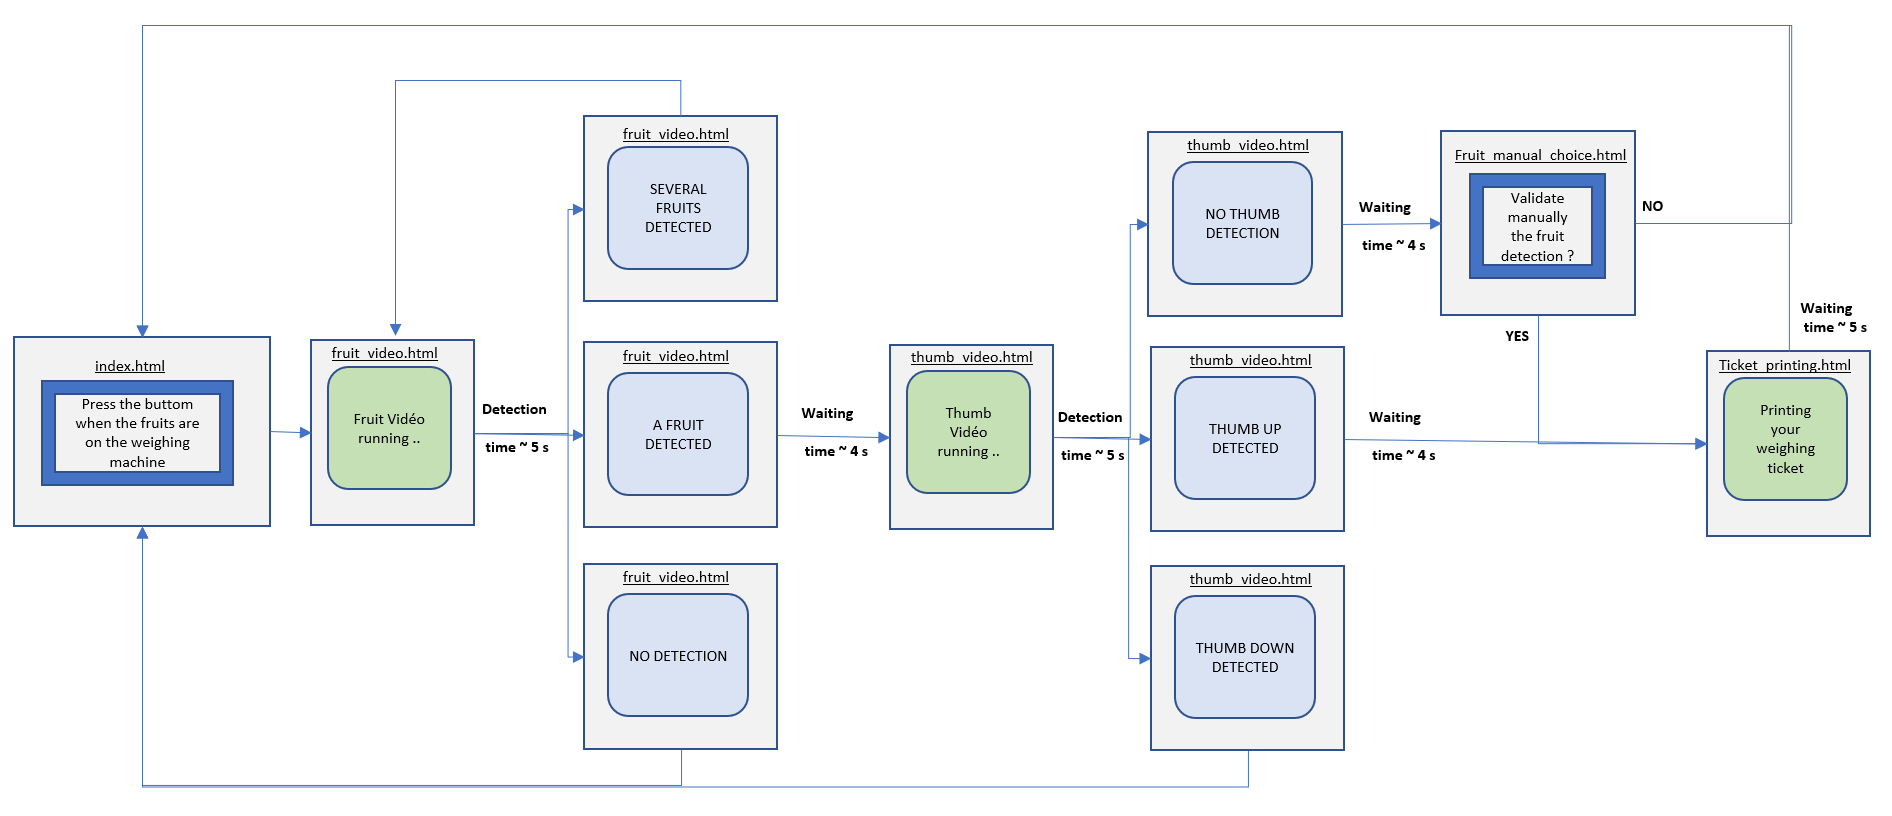 index.html
Press the buttom
when the fruits are
on the weighing
machine
fruit_video.html
Fruit Vidéo
running ..
Detection
time ~ 5 s
fruit_video.html
SEVERAL
FRUITS
DETECTED
fruit_video.html
A FRUIT
DETECTED
fruit_video.html
NO DETECTION
Waiting
time ~ 4 s
thumb_video.html
Thumb
Vidéo
running ..
Detection
time ~ 5 s
thumb_video.html
NO THUMB
DETECTION
thumb_video.html
THUMB UP
DETECTED
thumb_video.html
THUMB DOWN
DETECTED
Waiting
time ~ 4 s
Waiting
time ~ 4 s
Fruit_manual_choice.html
Validate
manually
the fruit
detection ?
NO
YES
Waiting
time ~ 5 s
Ticket_printing.html
Printing
your
weighing
ticket